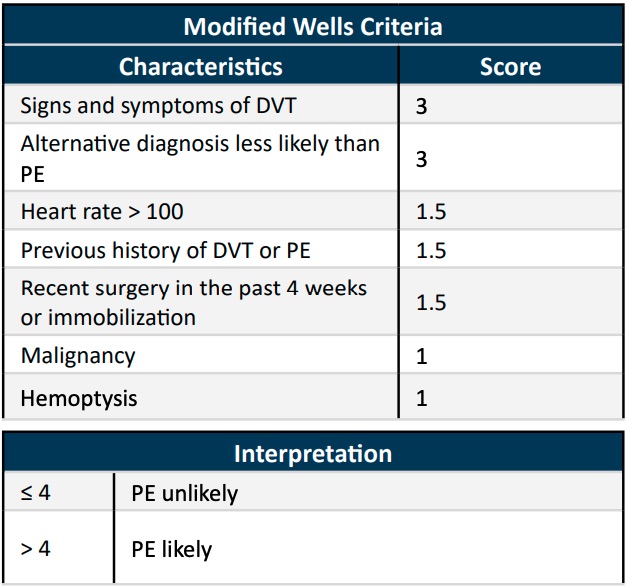 Modified Wells Criteria
Characteristics Score
Signs and symptoms of DVT 3
Alternative diagnosis less likely than
PE 3
Heart rate > 100 1.5
Previous history of DVT or PE 1.5
Recent surgery in the past 4 weeks
or immobilization 1.5
Malignancy 1
Hemoptysis 1
Interpretation
≤ 4 PE unlikely
> 4 PE likely